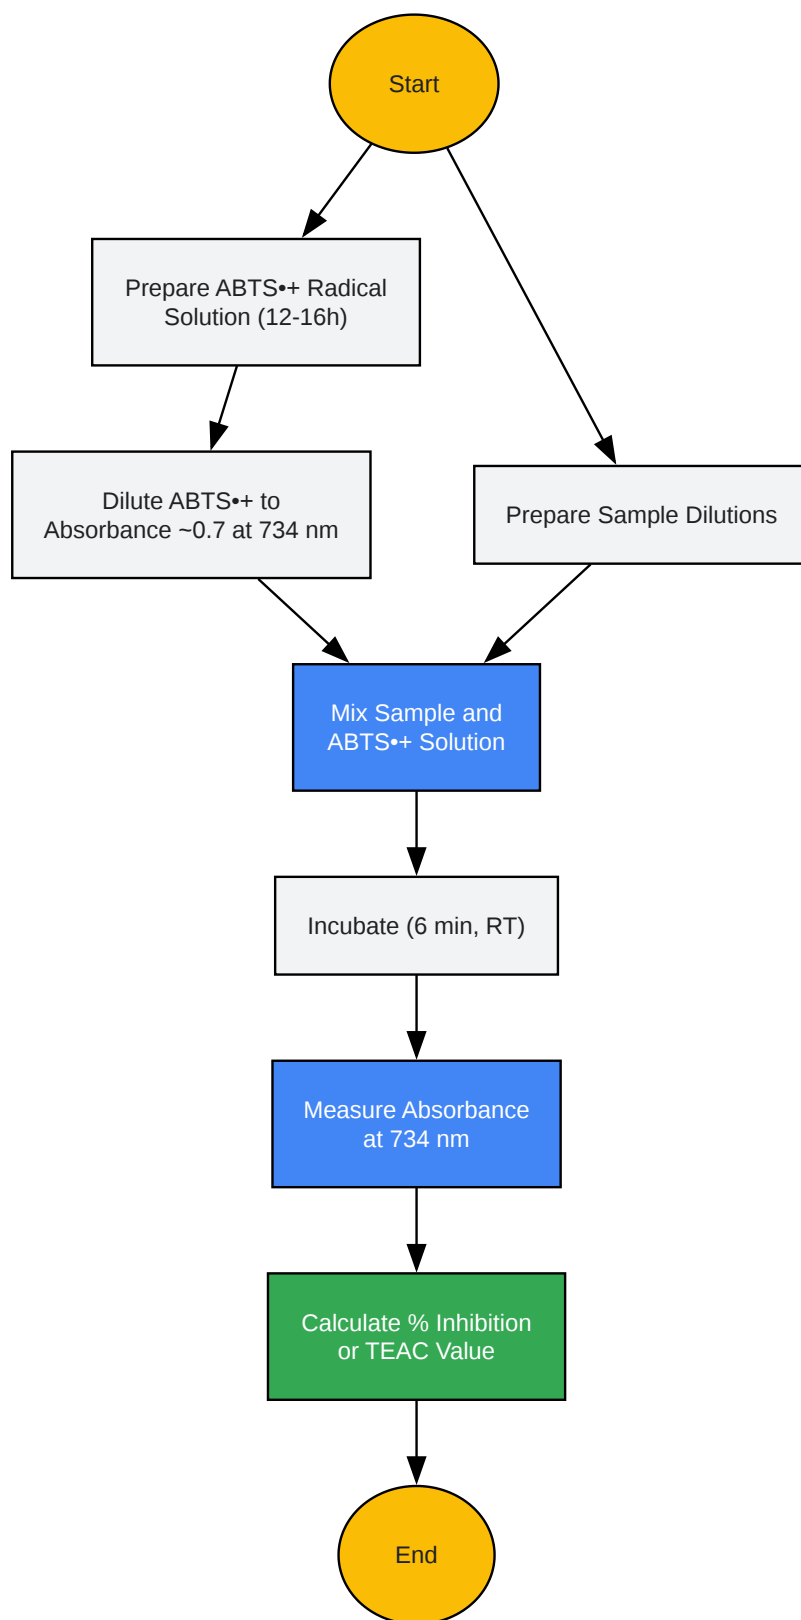 Start
Prepare ABTS•+ Radical
Solution (12-16h)
Dilute ABTS•+ to
Absorbance ~0.7 at 734 nm
Prepare Sample Dilutions
Mix Sample and
ABTS•+ Solution
Incubate (6 min, RT)
Measure Absorbance
at 734 nm
Calculate % Inhibition
or TEAC Value
End